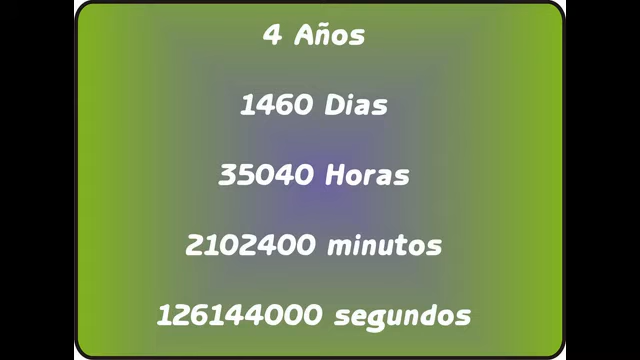 4 Años
1460 Dias
35040 Horas
2102400 minutos
126144000 segundos